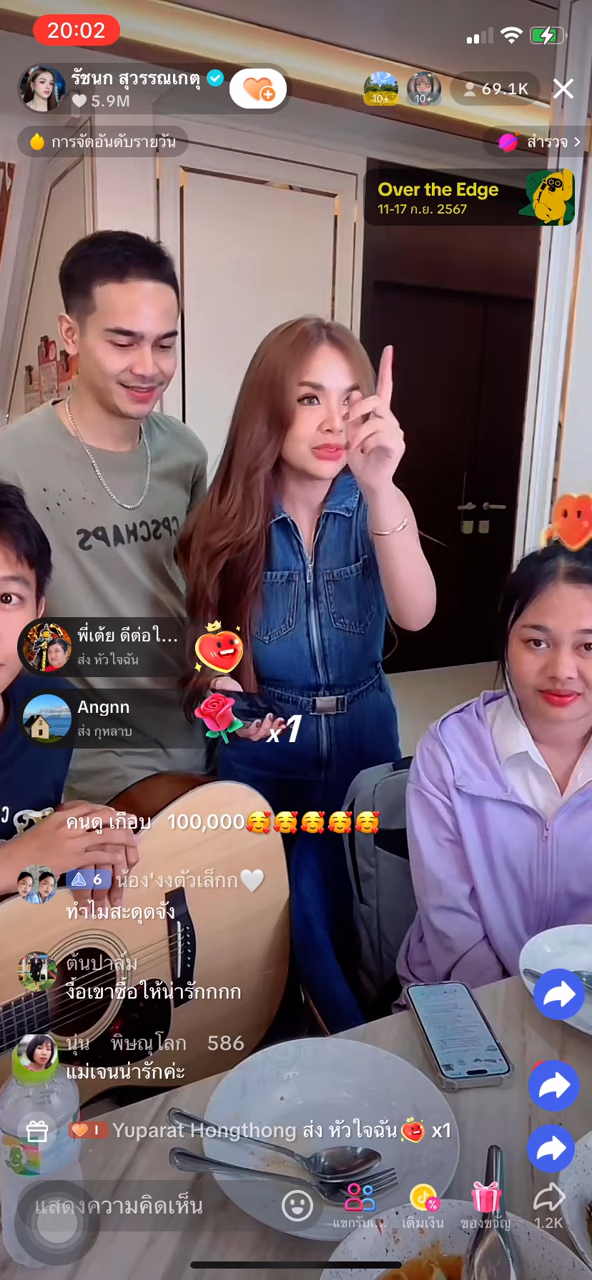 20:02
รัชนก สุวรรณเกตุ
5.9M
10+
10+
69.1K
การจัดอันดับรายวัน
สำรวจ >
Over the Edge
11-17 ก.ย. 2567
CPSCHAPS
พี่เต้ย ดีต่อใ...
ส่ง หัวใจฉัน
Angnn
ส่ง กุหลาบ
x1
คนดู เกือบ 100,000🥰🥰🥰🥰🥰
6 น้อง'งงตัวเล็กก🤍
ทำไมสะดุดจัง
ต้นปาล์ม
งื้อเขาซื้อให้น่ารักกกก
นุ่น พิษณุโลก 586
แม่เจนน่ารักค่ะ
I Yuparat Hongthong ส่ง หัวใจฉัน x1
แสดงความคิดเห็น
แขกรับเ...
เติมเงิน
ของขวัญ
1.2K